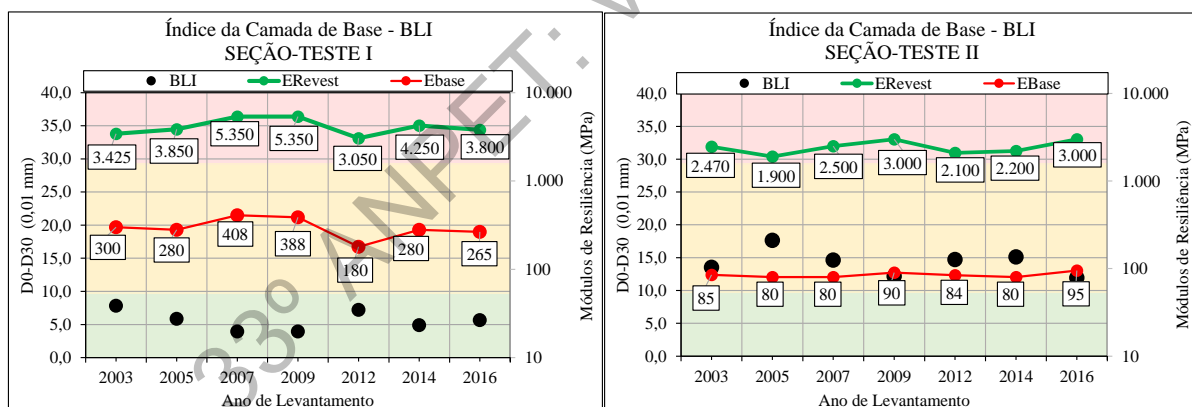 Índice da Camada de Base - BLI
SEÇÃO-TESTE I
BLI ERevest Ebase
D0-D30 (0,01 mm)
40,0
35,0
30,0
25,0
20,0
15,0
10,0
5,0
0,0
3.425 3.850 5.350 5.350 3.050 4.250 3.800
300 280 408 388 180 280 265
10.000
1.000
100
10
Módulos de Resiliência (MPa)
2003 2005 2007 2009 2012 2014 2016
Ano de Levantamento
Índice da Camada de Base - BLI
SEÇÃO-TESTE II
BLI ERevest EBase
D0-D30 (0,01 mm)
40,0
35,0
30,0
25,0
20,0
15,0
10,0
5,0
0,0
2.470 1.900 2.500 3.000 2.100 2.200 3.000
85 80 80 90 84 80 95
10.000
1.000
100
10
Módulos de Resiliência (MPa)
2003 2005 2007 2009 2012 2014 2016
Ano de Levantamento
33º ANPET: